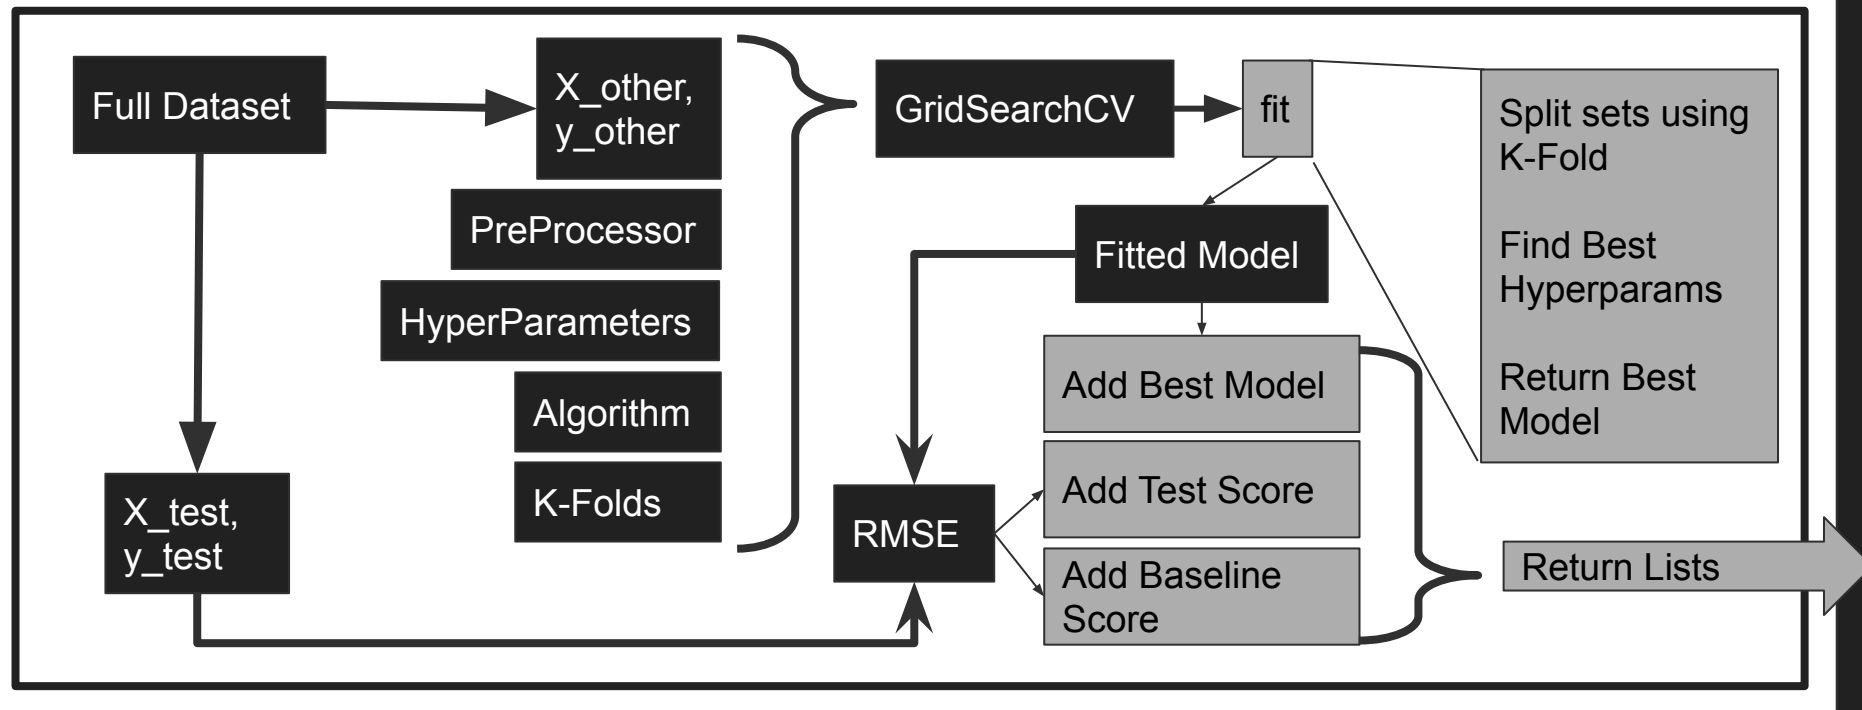 Full Dataset
X_other,
y_other
PreProcessor
HyperParameters
Algorithm
K-Folds
X_test,
y_test
GridSearchCV
fit
Split sets using
K-Fold
Find Best
Hyperparams
Return Best
Model
Fitted Model
RMSE
Add Best Model
Add Test Score
Add Baseline
Score
Return Lists